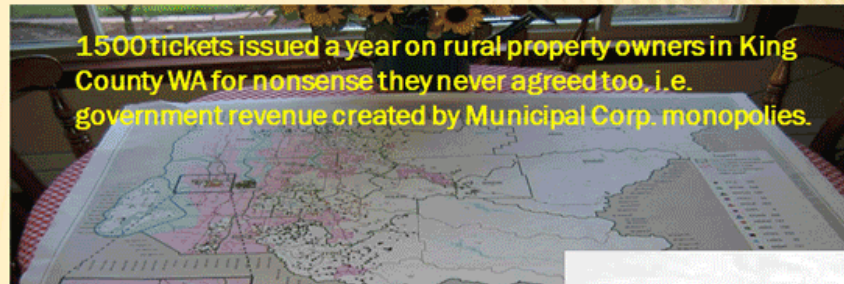 1500 tickets issued a year on rural property owners in King
County WA for nonsense they never agreed too, i.e.
government revenue created by Municipal Corp. monopolies.